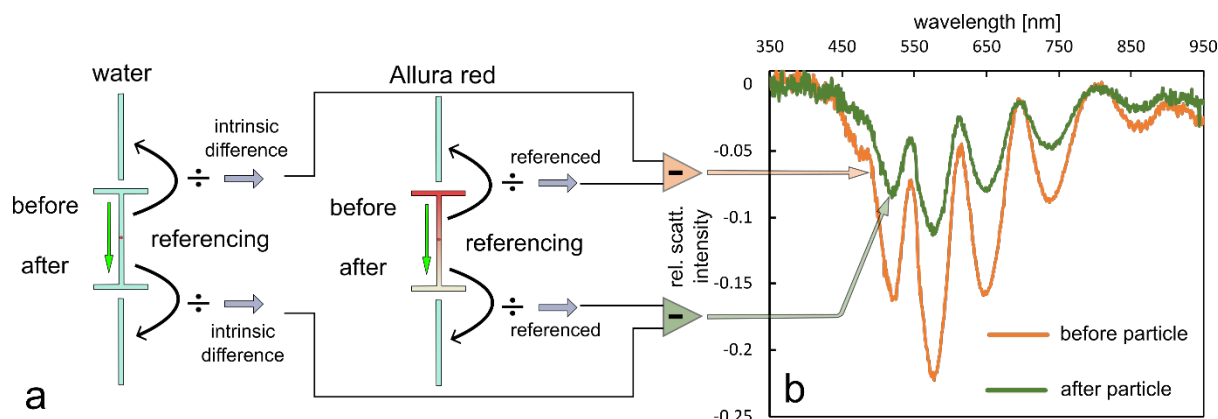 wavelength [nm]
350 450 550 650 750 850 950
water
Allura red
intrinsic
difference
÷
referenced
÷
before
before
-
referencing
referencing
after
after
rel. scatt.
intensity
÷
intrinsic
difference
÷
referenced
-
0
-0.05
-0.1
-0.15
-0.2
-0.25
before particle
after particle
a
b